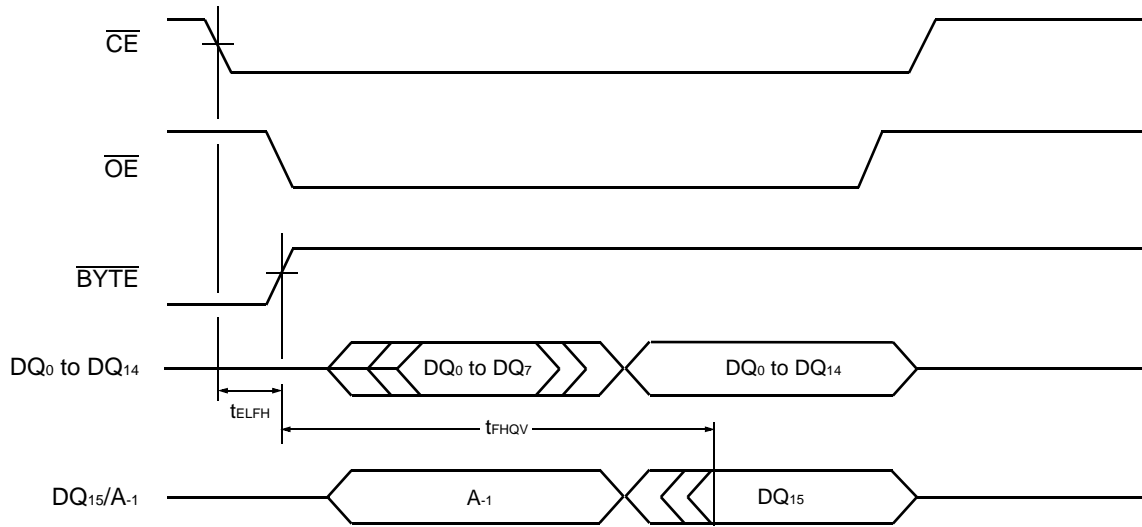 CE
OE
BYTE
DQ0 to DQ14
DQ0 to DQ7
DQ0 to DQ14
tELFH
tFHQV
DQ15/A-1
A-1
DQ15